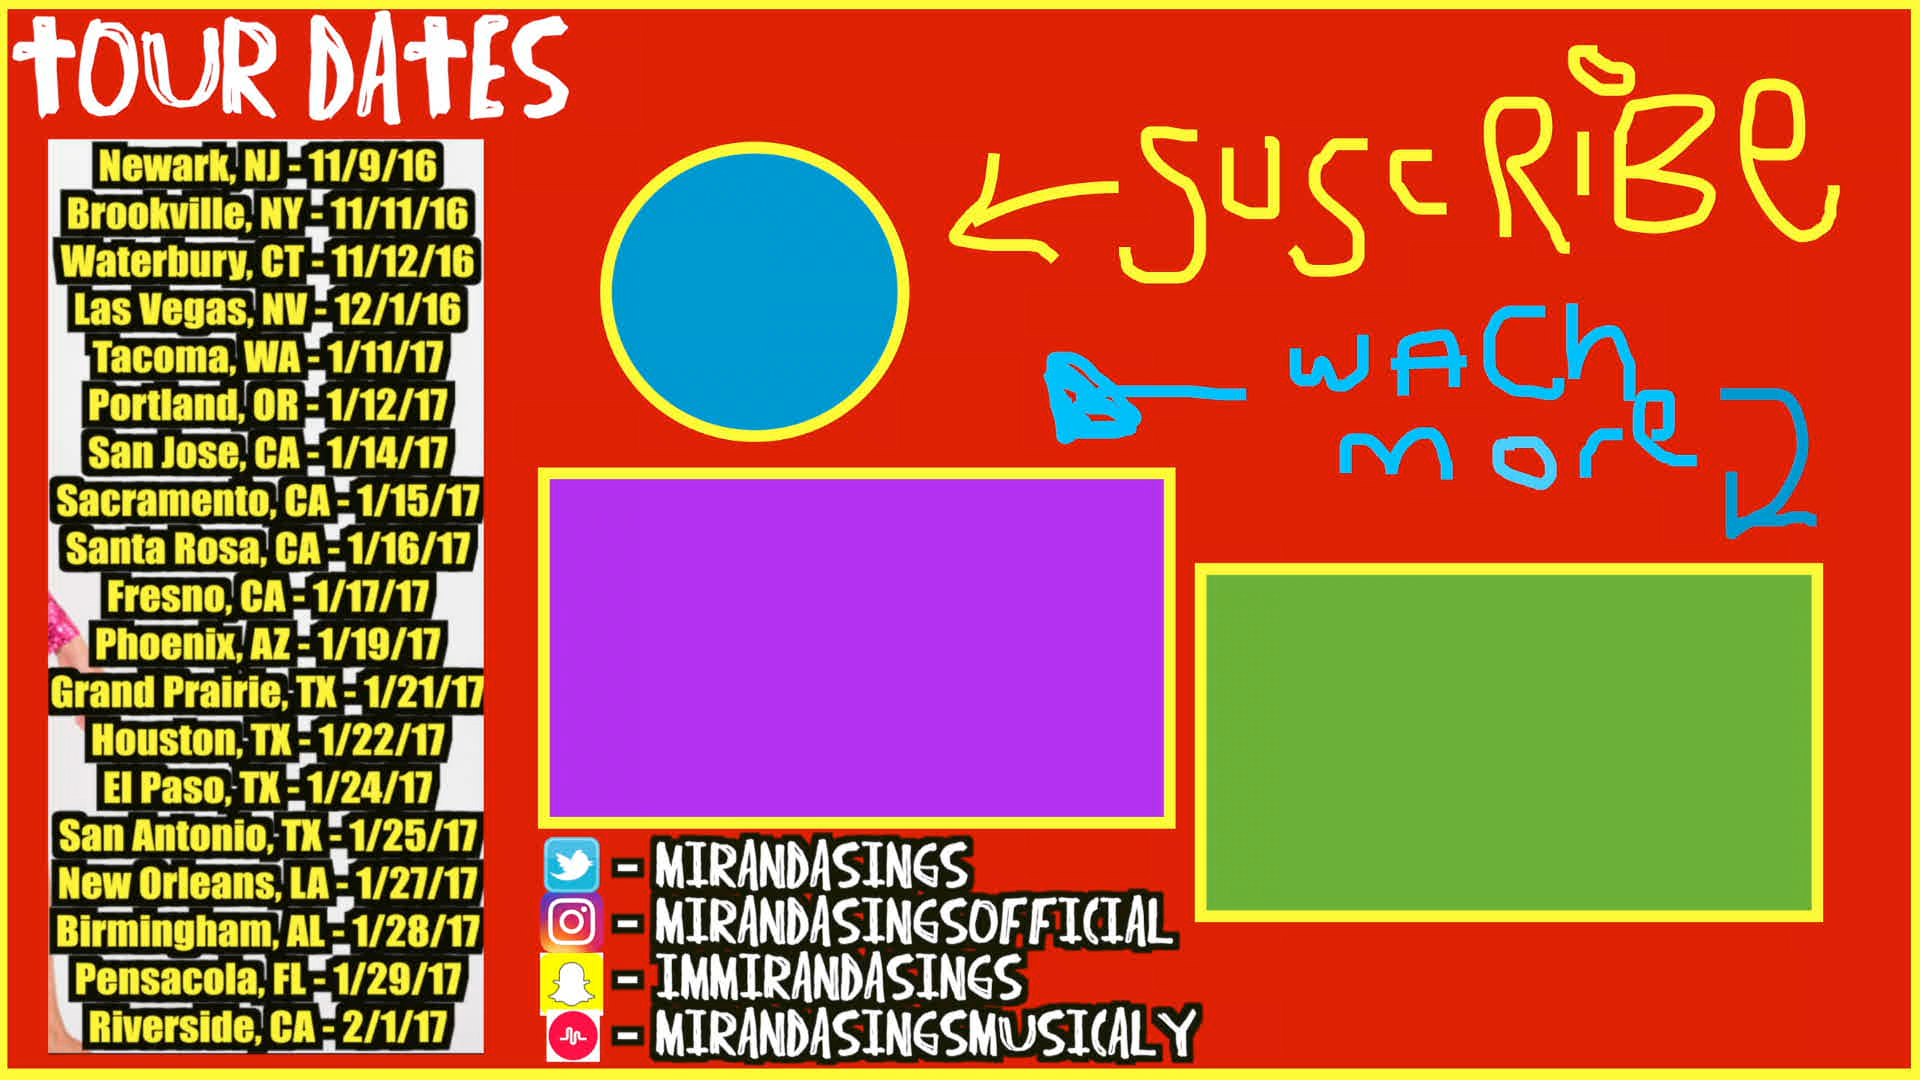 TOUR DATES
Newark, NJ - 11/9/16
Brookville, NY - 11/11/16
Waterbury, CT - 11/12/16
Las Vegas, NV - 12/1/16
Tacoma, WA - 1/11/17
Portland, OR - 1/12/17
San Jose, CA - 1/14/17
Sacramento, CA - 1/15/17
Santa Rosa, CA - 1/16/17
Fresno, CA - 1/17/17
Phoenix, AZ - 1/19/17
Grand Prairie, TX - 1/21/17
Houston, TX - 1/22/17
El Paso, TX - 1/24/17
San Antonio, TX - 1/25/17
New Orleans, LA - 1/27/17
Birmingham, AL - 1/28/17
Pensacola, FL - 1/29/17
Riverside, CA - 2/1/17
SUScRiBe
wACh
more
- MIRANDASINGS
- MIRANDASINGSOFFICIAL
- IMMIRANDASINGS
- MIRANDASINGSMUSICALY